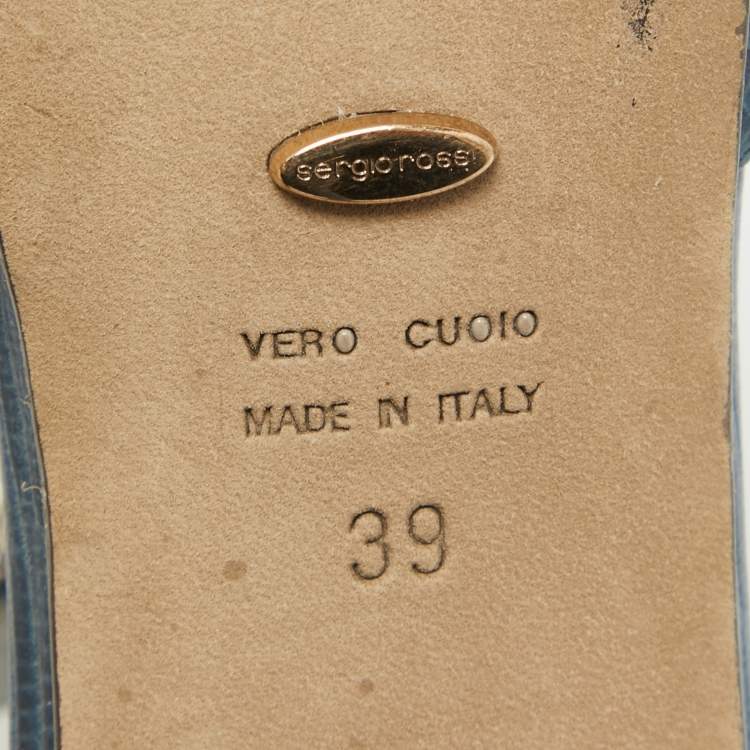 sergio rossi
VERO CUOIO
MADE IN ITALY
39